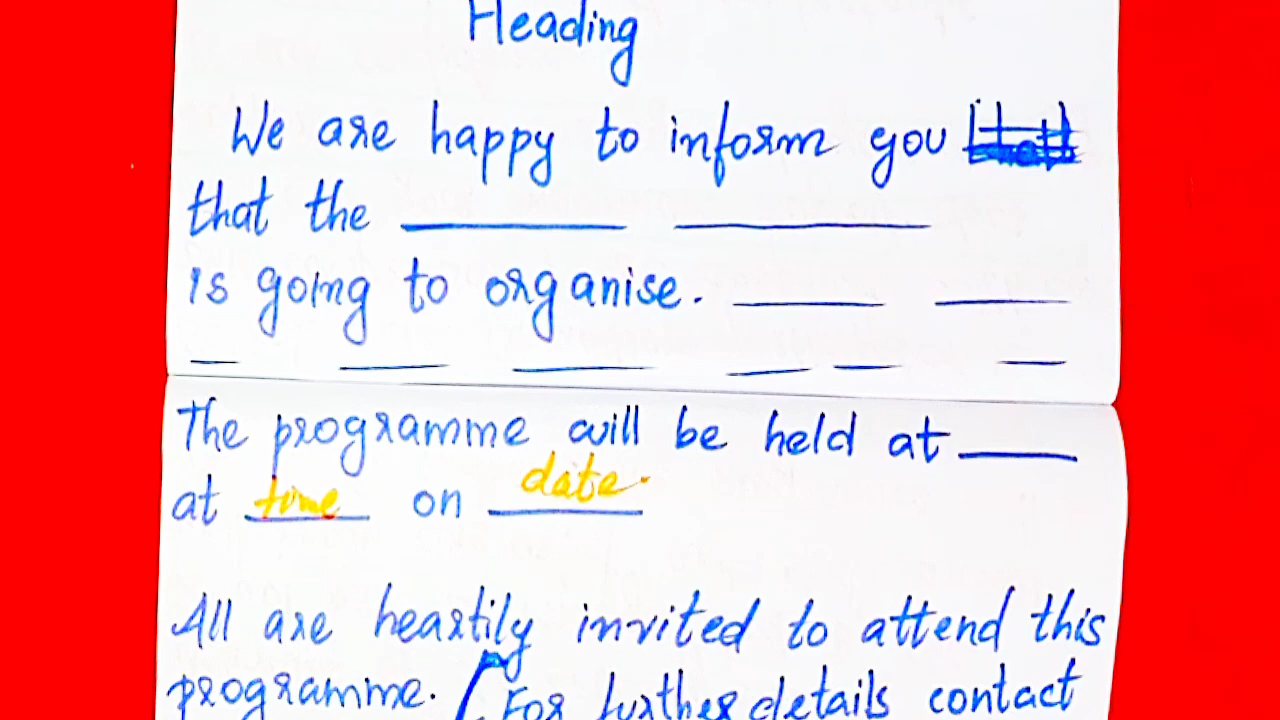 Heading
We are happy to inform you
that the
is going to organise.
The programme will be held at
at time on date.
All are heartily invited to attend this
programme. For further details contact